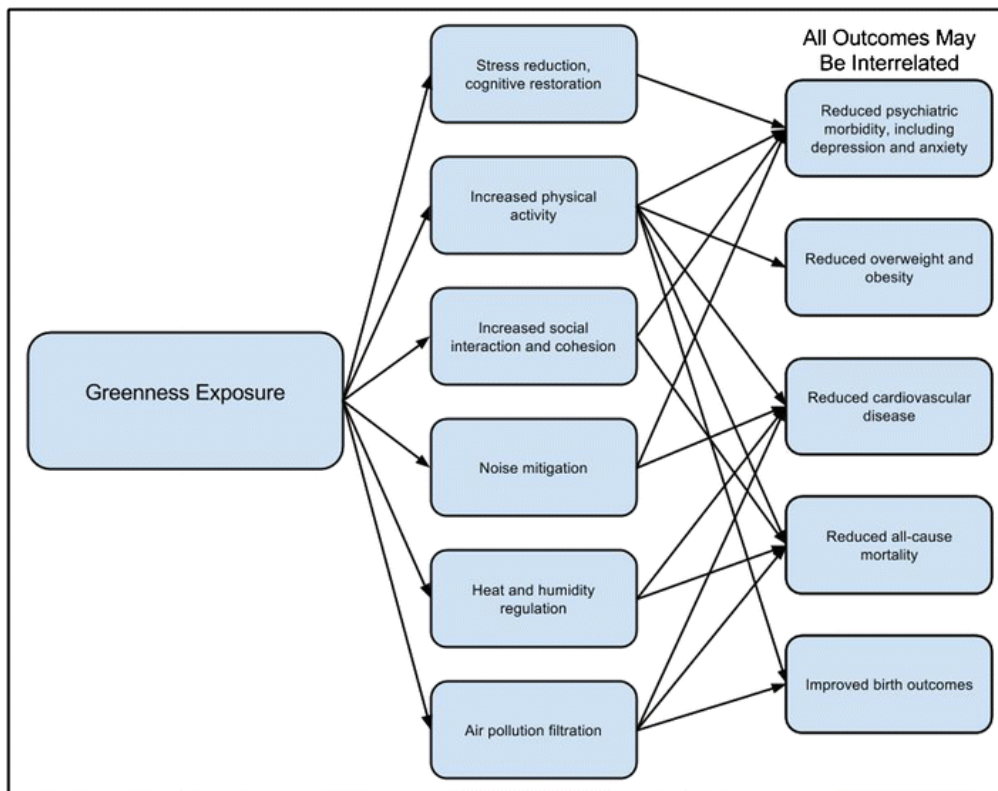 All Outcomes May
Be Interrelated
Greenness Exposure
Stress reduction,
cognitive restoration
Increased physical
activity
Increased social
interaction and cohesion
Noise mitigation
Heat and humidity
regulation
Air pollution filtration
Reduced psychiatric
morbidity, including
depression and anxiety
Reduced overweight and
obesity
Reduced cardiovascular
disease
Reduced all-cause
mortality
Improved birth outcomes